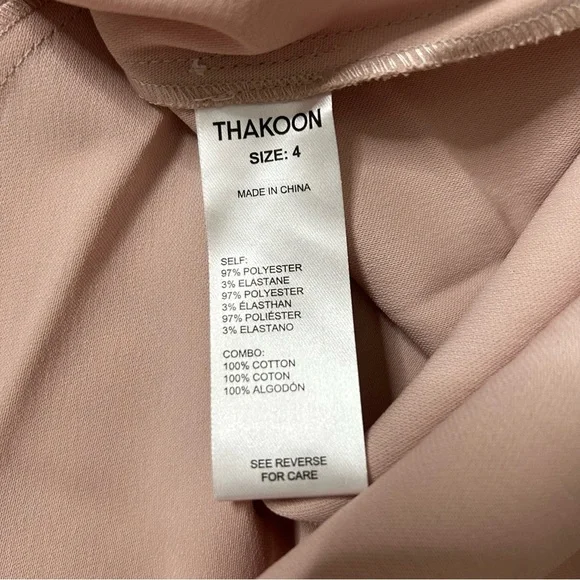 THAKOON
SIZE: 4
MADE IN CHINA
SELF:
97% POLYESTER
3% ELASTANE
97% POLYESTER
3% ÉLASTHAN
97% POLIÉSTER
3% ELASTANO
COMBO:
100% COTTON
100% COTON
100% ALGODÓN
SEE REVERSE
FOR CARE